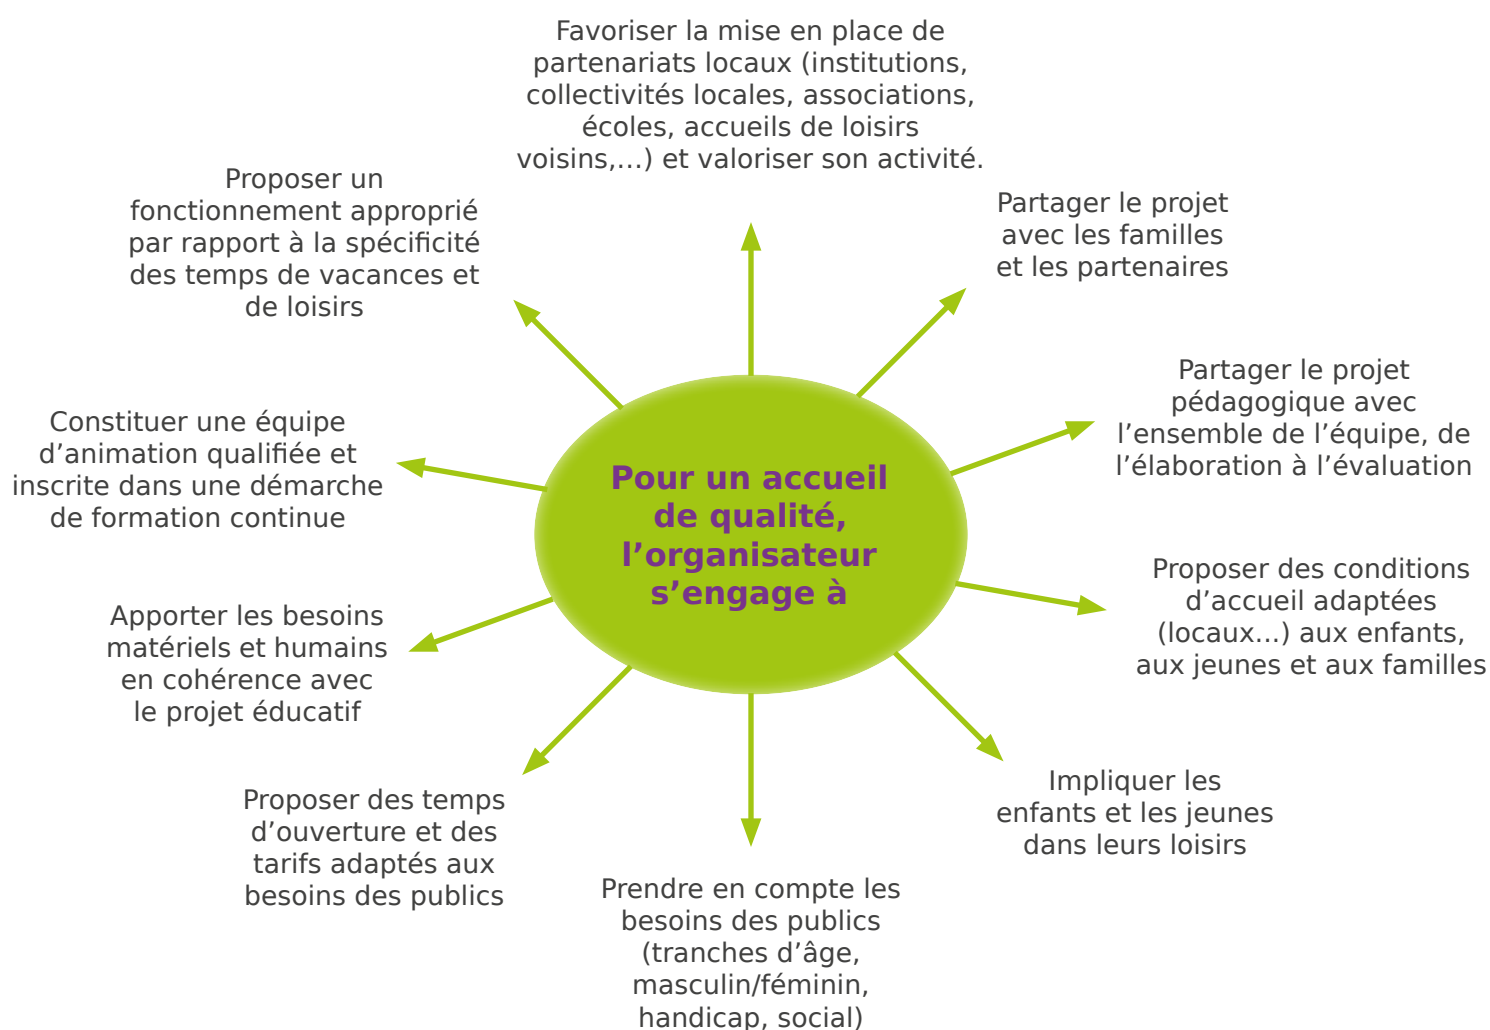 Favoriser la mise en place de
partenariats locaux (institutions,
collectivités locales, associations,
écoles, accueils de loisirs
voisins,...) et valoriser son activité.
Partager le projet
avec les familles
et les partenaires
Partager le projet
pédagogique avec
l’ensemble de l’équipe, de
l’élaboration à l’évaluation
Proposer des conditions
d’accueil adaptées
(locaux...) aux enfants,
aux jeunes et aux familles
Impliquer les
enfants et les jeunes
dans leurs loisirs
Prendre en compte les
besoins des publics
(tranches d’âge,
masculin/féminin,
handicap, social)
Proposer des temps
d’ouverture et des
tarifs adaptés aux
besoins des publics
Apporter les besoins
matériels et humains
en cohérence avec
le projet éducatif
Constituer une équipe
d’animation qualifiée et
inscrite dans une démarche
de formation continue
Proposer un
fonctionnement approprié
par rapport à la spécificité
des temps de vacances et
de loisirs
Pour un accueil
de qualité,
l’organisateur
s’engage à